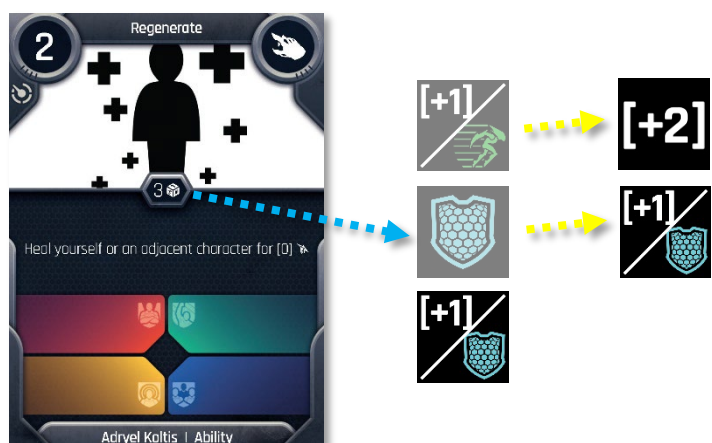 Regenerate
2
3
Heal yourself or an adjacent character for [0]
Adryel Koltis | Ability
[+1]
[+2]
[+1]
[+1]